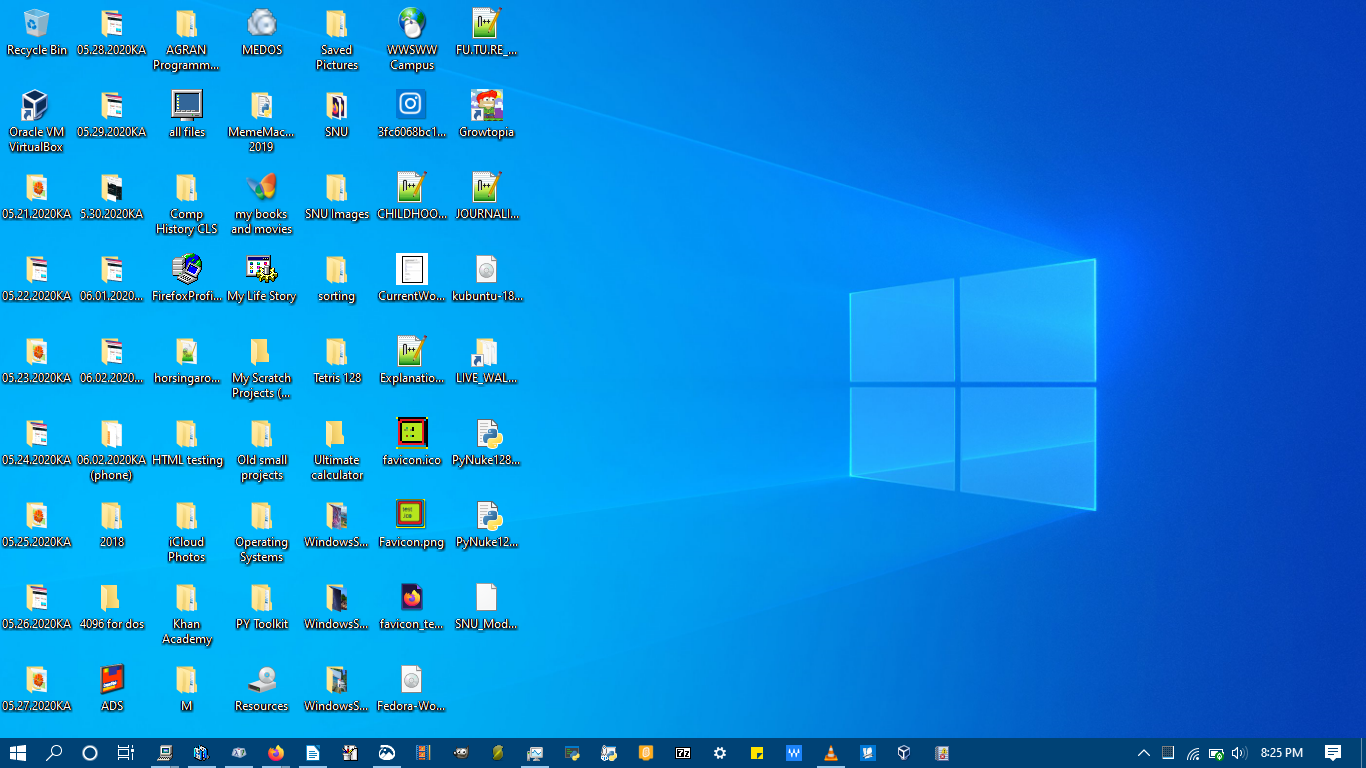 Recycle Bin
05.28.2020KA
AGRAN
Programm...
MEDOS
Saved
Pictures
WWSWW
Campus
FU.TU.RE_...
Oracle VM
VirtualBox
05.29.2020KA
all files
MemeMac...
2019
SNU
3fc6068bc1...
Growtopia
05.21.2020KA
5.30.2020KA
Comp
History CLS
my books
and movies
SNU Images
CHILDHOO...
JOURNALI...
05.22.2020KA
06.01.2020...
FirefoxProfi...
My Life Story
sorting
CurrentWo...
kubuntu-18...
05.23.2020KA
06.02.2020...
horsingaro...
My Scratch
Projects (...
Tetris 128
Explanatio...
LIVE_WAL...
05.24.2020KA
06.02.2020KA
(phone)
HTML testing
Old small
projects
Ultimate
calculator
favicon.ico
PyNuke128...
05.25.2020KA
2018
iCloud
Photos
Operating
Systems
WindowsS...
Favicon.png
PyNuke12...
05.26.2020KA
4096 for dos
Khan
Academy
PY Toolkit
WindowsS...
favicon_te...
SNU_Mod...
05.27.2020KA
ADS
M
Resources
WindowsS...
Fedora-Wo...
8:25 PM